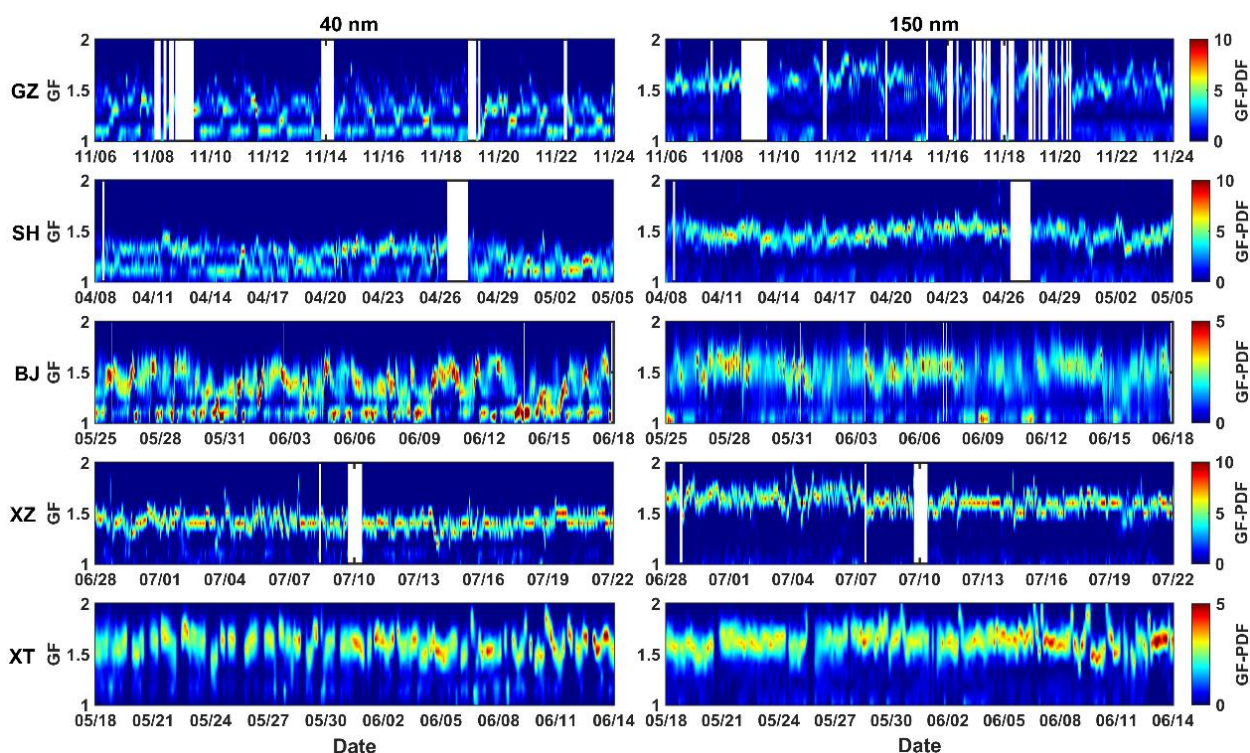 40 nm 150 nm
GZ GF 2 1.5 1 2 1.5 1 10 5 0 GF-PDF
11/06 11/08 11/10 11/12 11/14 11/16 11/18 11/20 11/22 11/24 11/06 11/08 11/10 11/12 11/14 11/16 11/18 11/20 11/22 11/24
SH GF 2 1.5 1 2 1.5 1 10 5 0 GF-PDF
04/08 04/11 04/14 04/17 04/20 04/23 04/26 04/29 05/02 05/05 04/08 04/11 04/14 04/17 04/20 04/23 04/26 04/29 05/02 05/05
BJ GF 2 1.5 1 2 1.5 1 5 0 GF-PDF
05/25 05/28 05/31 06/03 06/06 06/09 06/12 06/15 06/18 05/25 05/28 05/31 06/03 06/06 06/09 06/12 06/15 06/18
XZ GF 2 1.5 1 2 1.5 1 10 5 0 GF-PDF
06/28 07/01 07/04 07/07 07/10 07/13 07/16 07/19 07/22 06/28 07/01 07/04 07/07 07/10 07/13 07/16 07/19 07/22
XT GF 2 1.5 1 2 1.5 1 5 0 GF-PDF
05/18 05/21 05/24 05/27 05/30 06/02 06/05 06/08 06/11 06/14 05/18 05/21 05/24 05/27 05/30 06/02 06/05 06/08 06/11 06/14
Date Date